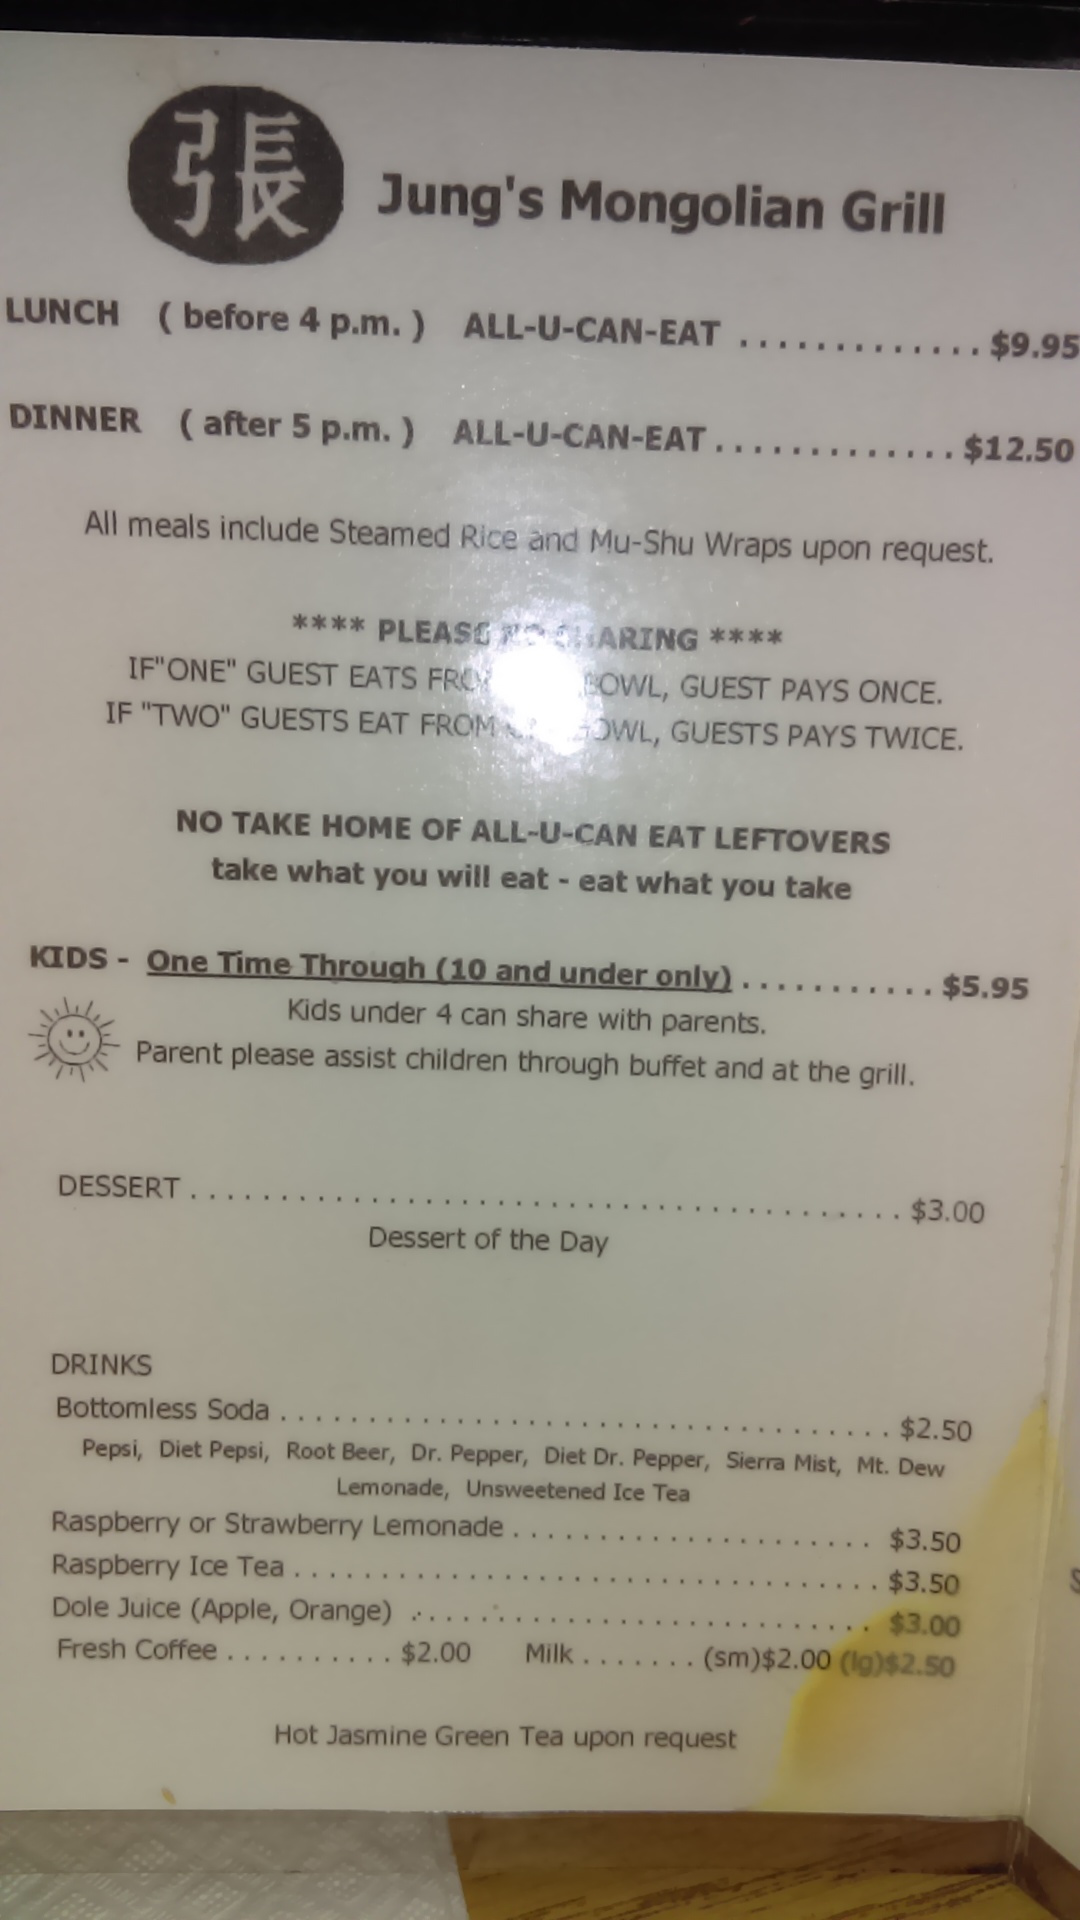 張
Jung's Mongolian Grill
LUNCH ( before 4 p.m. ) ALL-U-CAN-EAT ............. $9.95
DINNER ( after 5 p.m. ) ALL-U-CAN-EAT ............. $12.50
All meals include Steamed Rice and Mu-Shu Wraps upon request.
**** PLEASE NO SHARING ****
IF"ONE" GUEST EATS FROM BOWL, GUEST PAYS ONCE.
IF "TWO" GUESTS EAT FROM BOWL, GUESTS PAYS TWICE.
NO TAKE HOME OF ALL-U-CAN EAT LEFTOVERS
take what you will eat - eat what you take
KIDS - One Time Through (10 and under only) ........... $5.95
Kids under 4 can share with parents.
Parent please assist children through buffet and at the grill.
DESSERT ........................................ $3.00
Dessert of the Day
DRINKS
Bottomless Soda ................................... $2.50
Pepsi, Diet Pepsi, Root Beer, Dr. Pepper, Diet Dr. Pepper, Sierra Mist, Mt. Dew
Lemonade, Unsweetened Ice Tea
Raspberry or Strawberry Lemonade ..................... $3.50
Raspberry Ice Tea .................................. $3.50
Dole Juice (Apple, Orange) ........................... $3.00
Fresh Coffee .......... $2.00 Milk ....... (sm)$2.00 (lg)$2.50
Hot Jasmine Green Tea upon request